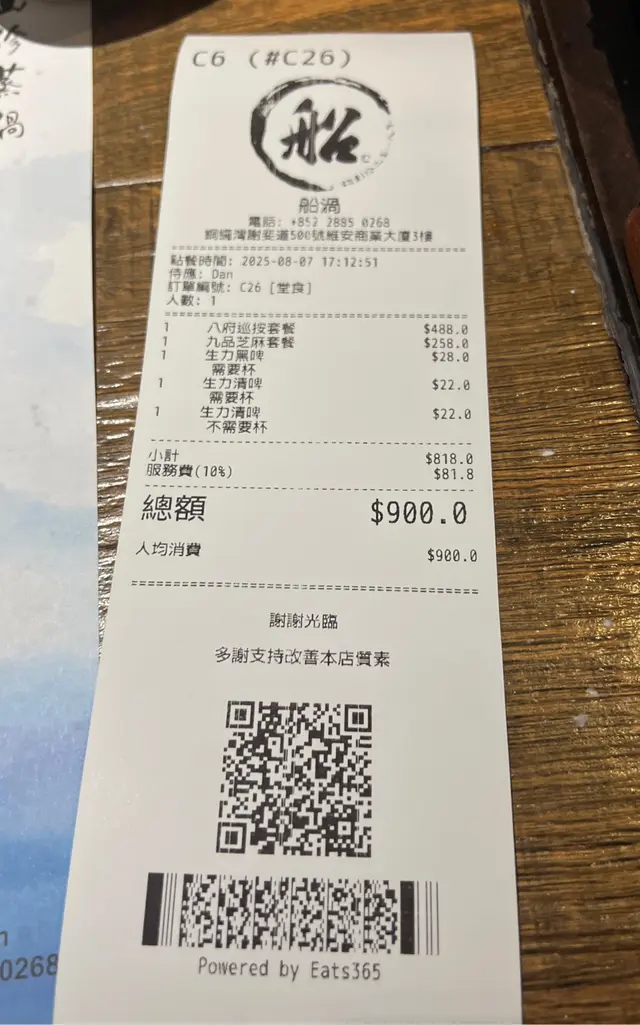 珍
蒸
鍋
C6 (#C26)
船
船渦
電話: +852 2885 0268
銅鑼灣謝斐道500號維安商業大廈3樓
點餐時間: 2025-08-07 17:12:51
侍應: Dan
訂單編號: C26 [堂食]
人數: 1
1 八府巡按套餐 $488.0
1 九品芝麻套餐 $258.0
1 生力黑啤 $28.0
需要杯
1 生力清啤 $22.0
需要杯
1 生力清啤 $22.0
不需要杯
小計 $818.0
服務費(10%) $81.8
總額 $900.0
人均消費 $900.0
謝謝光臨
多謝支持改善本店質素
Powered by Eats365
0268